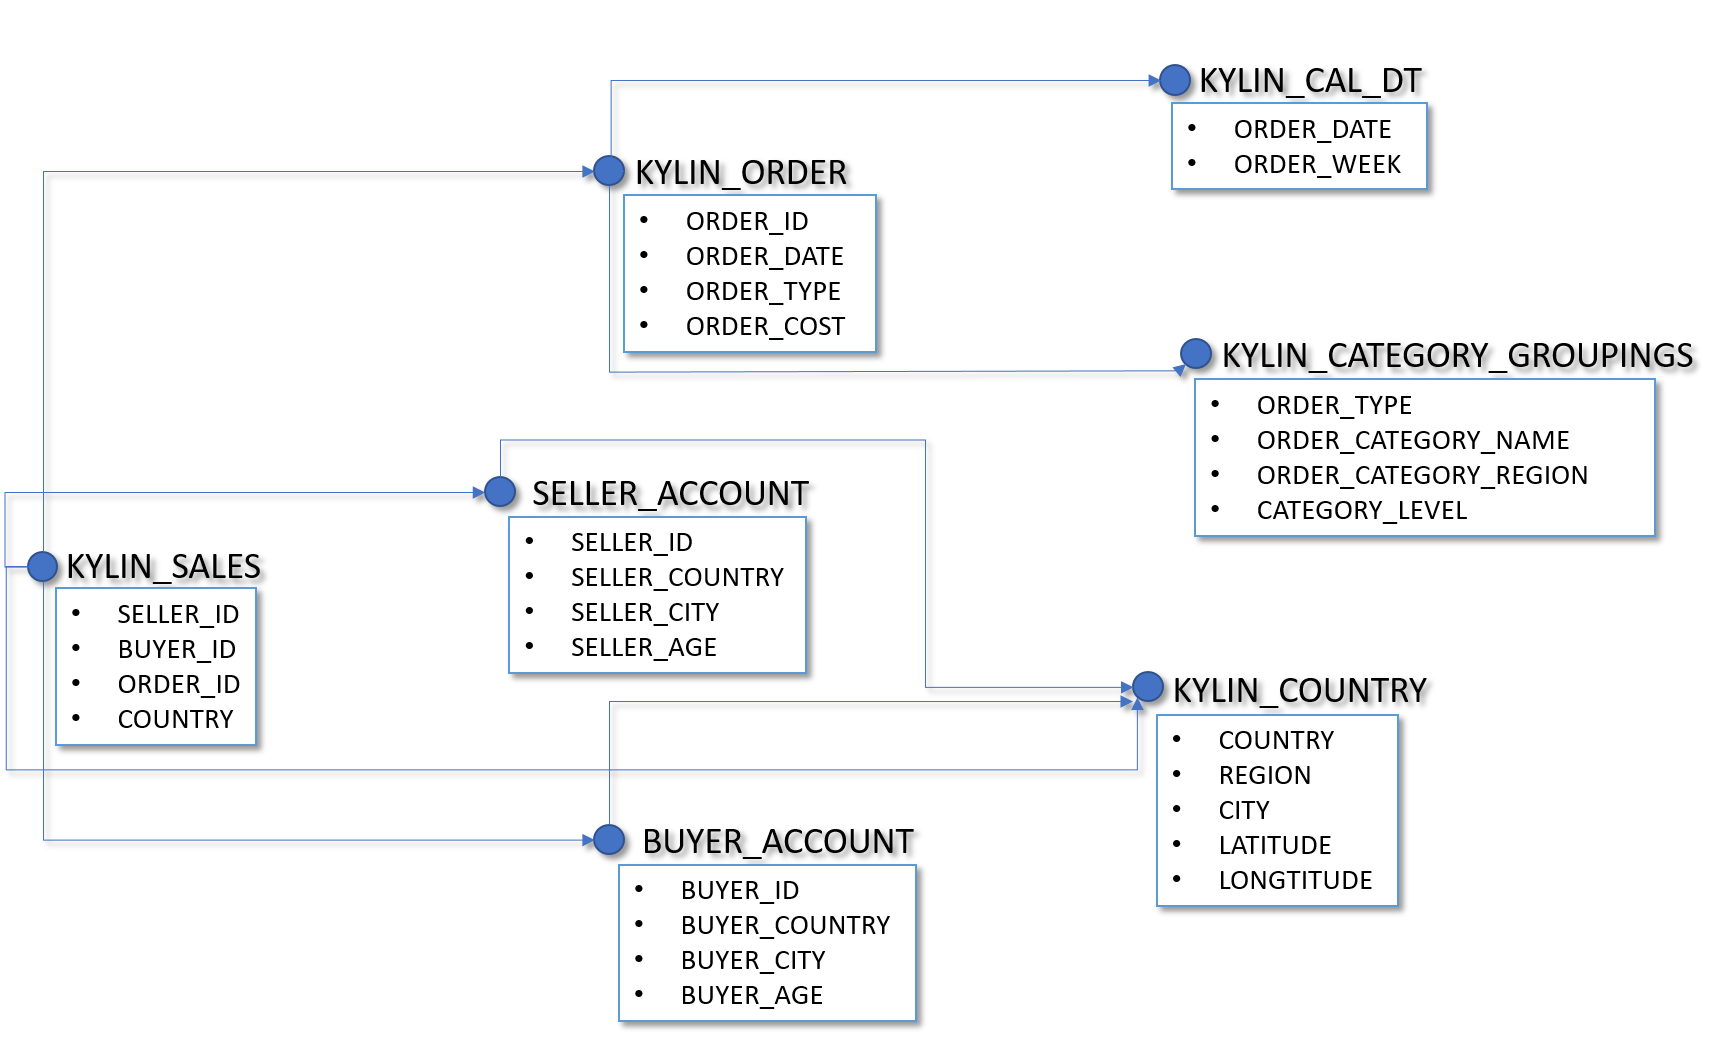 KYLIN_CAL_DT
ORDER_DATE
ORDER_WEEK
KYLIN_ORDER
ORDER_ID
ORDER_DATE
ORDER_TYPE
ORDER_COST
KYLIN_CATEGORY_GROUPINGS
ORDER_TYPE
ORDER_CATEGORY_NAME
ORDER_CATEGORY_REGION
CATEGORY_LEVEL
SELLER_ACCOUNT
SELLER_ID
SELLER_COUNTRY
SELLER_CITY
SELLER_AGE
KYLIN_SALES
SELLER_ID
BUYER_ID
ORDER_ID
COUNTRY
KYLIN_COUNTRY
COUNTRY
REGION
CITY
LATITUDE
LONGTITUDE
BUYER_ACCOUNT
BUYER_ID
BUYER_COUNTRY
BUYER_CITY
BUYER_AGE